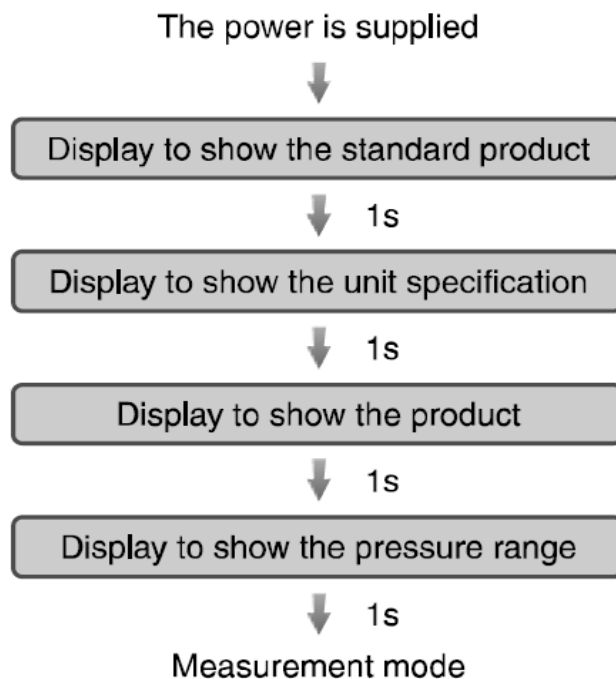 The power is supplied
Display to show the standard product
1s
Display to show the unit specification
1s
Display to show the product
1s
Display to show the pressure range
1s
Measurement mode